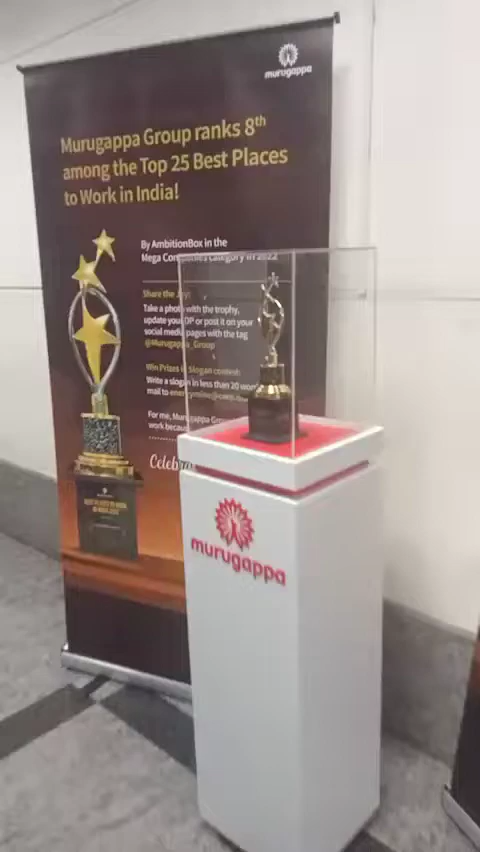 murugappa
Murugappa Group ranks 8th
among the Top 25 Best Places
to Work in India!
By AmbitionBox in the
Mega Companies Category in 2022
Share the Joy:
Take a photo with the trophy,
update your DP or post it on your
social media pages with the tag
@Murugappa_Group
Win Prizes in Slogan contest:
Write a slogan in less than 20
mail to
For me, Murugappa
work because
murugappa